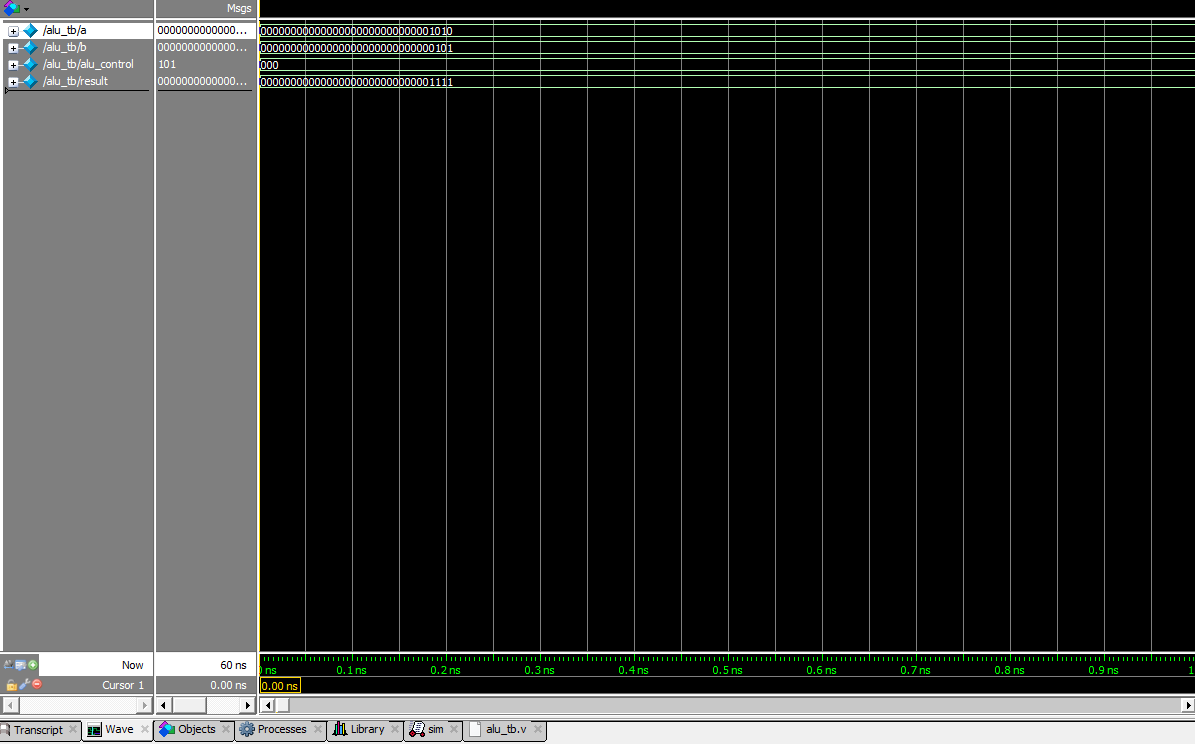 Msgs
/alu_tb/a 0000000000000... 00000000000000000000000000001010
/alu_tb/b 0000000000000... 00000000000000000000000000000101
/alu_tb/alu_control 101 000
/alu_tb/result 0000000000000... 00000000000000000000000000001111
Now 60 ns ns 0.1 ns 0.2 ns 0.3 ns 0.4 ns 0.5 ns 0.6 ns 0.7 ns 0.8 ns 0.9 ns 1
Cursor 1 0.00 ns 0.00 ns
Transcript Wave Objects Processes Library sim alu_tb.v